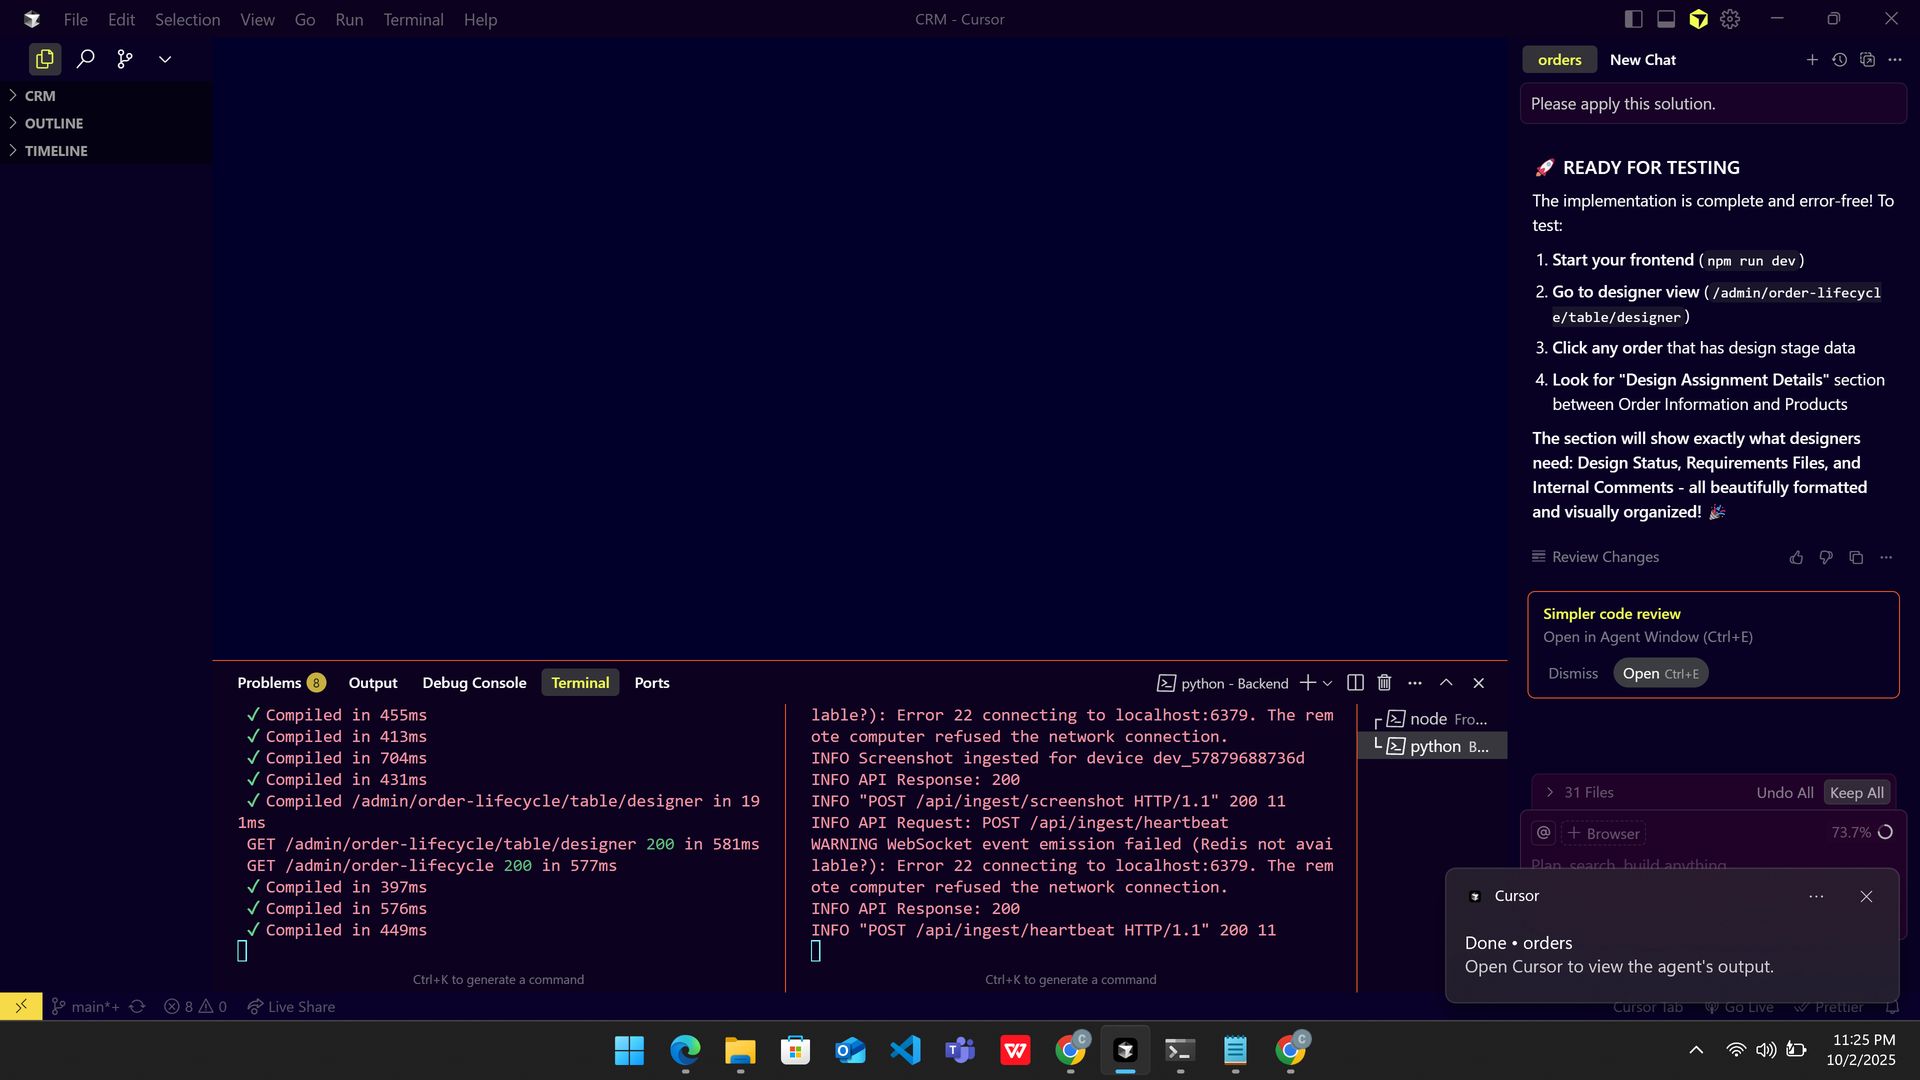 File Edit Selection View Go Run Terminal Help
CRM - Cursor
CRM
OUTLINE
TIMELINE
Problems 8 Output Debug Console Terminal Ports
python - Backend
✓ Compiled in 455ms
✓ Compiled in 413ms
✓ Compiled in 704ms
✓ Compiled in 431ms
✓ Compiled /admin/order-lifecycle/table/designer in 19
1ms
GET /admin/order-lifecycle/table/designer 200 in 581ms
GET /admin/order-lifecycle 200 in 577ms
✓ Compiled in 397ms
✓ Compiled in 576ms
✓ Compiled in 449ms
Ctrl+K to generate a command
lable?): Error 22 connecting to localhost:6379. The rem
ote computer refused the network connection.
INFO Screenshot ingested for device dev_57879688736d
INFO API Response: 200
INFO "POST /api/ingest/screenshot HTTP/1.1" 200 11
INFO API Request: POST /api/ingest/heartbeat
WARNING WebSocket event emission failed (Redis not avai
lable?): Error 22 connecting to localhost:6379. The rem
ote computer refused the network connection.
INFO API Response: 200
INFO "POST /api/ingest/heartbeat HTTP/1.1" 200 11
Ctrl+K to generate a command
node Fro...
python B...
orders New Chat
Please apply this solution.
🚀 READY FOR TESTING
The implementation is complete and error-free! To
test:
1. Start your frontend (npm run dev)
2. Go to designer view (/admin/order-lifecycl
e/table/designer)
3. Click any order that has design stage data
4. Look for "Design Assignment Details" section
between Order Information and Products
The section will show exactly what designers
need: Design Status, Requirements Files, and
Internal Comments - all beautifully formatted
and visually organized! 🎉
Review Changes
Simpler code review
Open in Agent Window (Ctrl+E)
Dismiss Open Ctrl+E
31 Files Undo All Keep All
@ Browser 73.7%
Plan, search, build anything
Cursor
Done • orders
Open Cursor to view the agent's output.
main*+ 8 0 Live Share
Cursor Tab Go Live Prettier
11:25 PM
10/2/2025